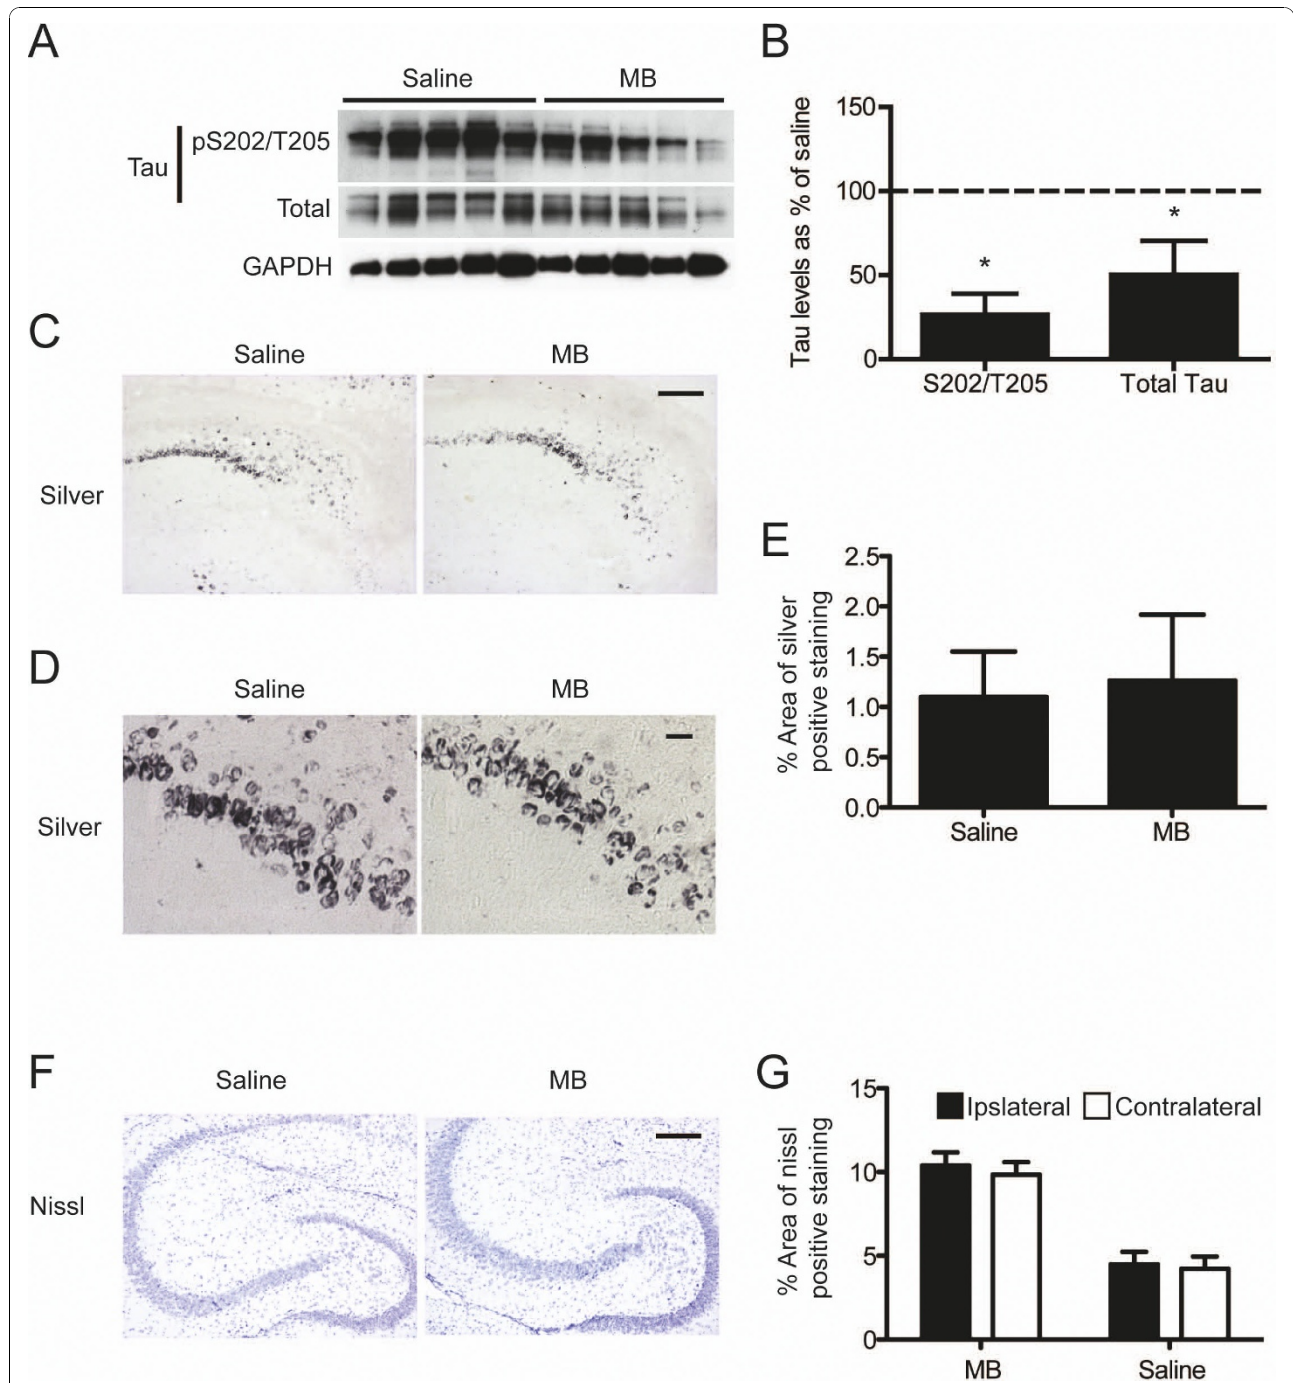 A
Saline
MB
Tau
pS202/T205
Total
GAPDH
B
Tau levels as % of saline
150
100
50
0
*
*
S202/T205
Total Tau
C
Saline
MB
Silver
D
Saline
MB
Silver
E
% Area of silver
positive staining
2.5
2.0
1.5
1.0
0.5
0.0
Saline
MB
F
Saline
MB
Nissl
G
% Area of nissl
positive staining
15
10
5
0
Ipslateral
Contralateral
MB
Saline